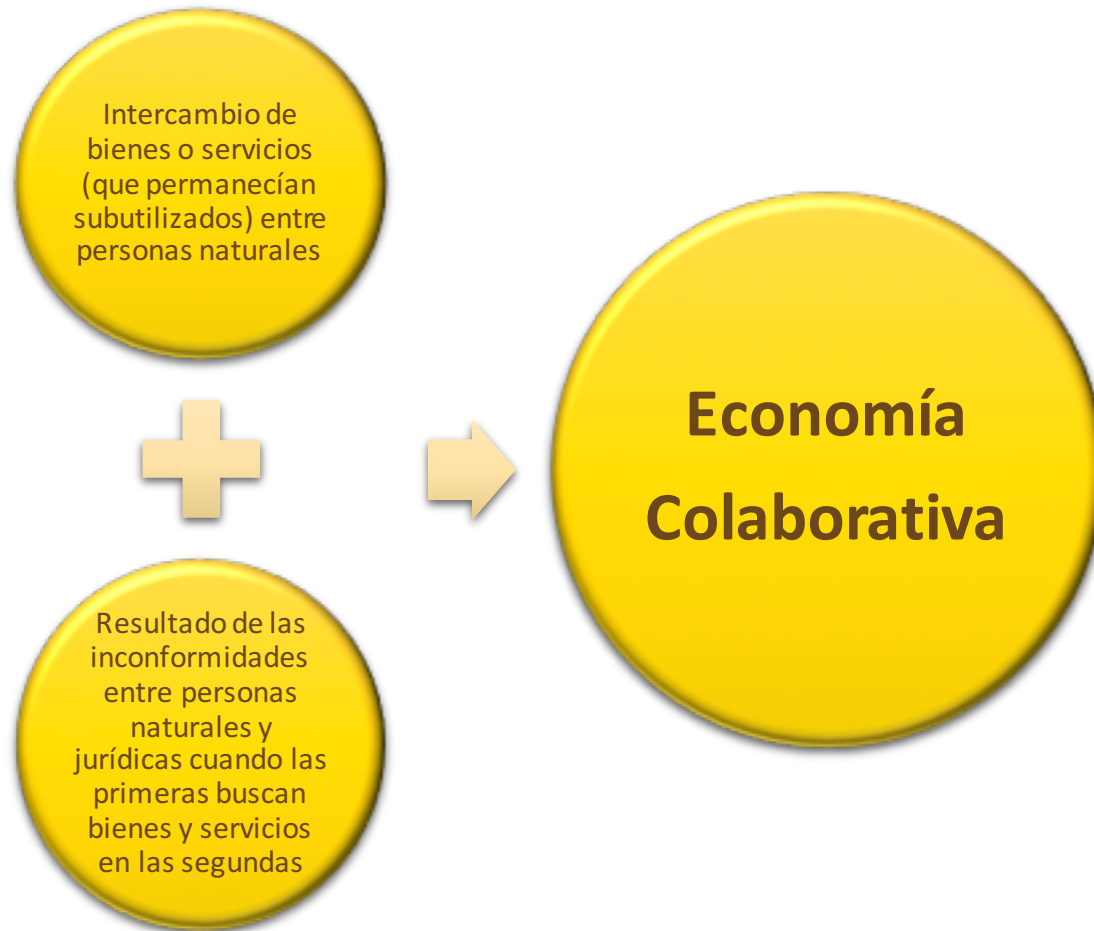 Intercambio de
bienes o servicios
(que permanecían
subutilizados) entre
personas naturales
Resultado de las
inconformidades
entre personas
naturales y
jurídicas cuando las
primeras buscan
bienes y servicios
en las segundas
Economía
Colaborativa